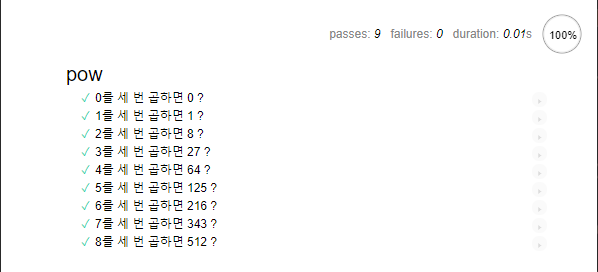 passes: 9 failures: 0 duration: 0.01s 100%
pow
✓ 0를 세 번 곱하면 0 ?
✓ 1를 세 번 곱하면 1 ?
✓ 2를 세 번 곱하면 8 ?
✓ 3를 세 번 곱하면 27 ?
✓ 4를 세 번 곱하면 64 ?
✓ 5를 세 번 곱하면 125 ?
✓ 6를 세 번 곱하면 216 ?
✓ 7를 세 번 곱하면 343 ?
✓ 8를 세 번 곱하면 512 ?